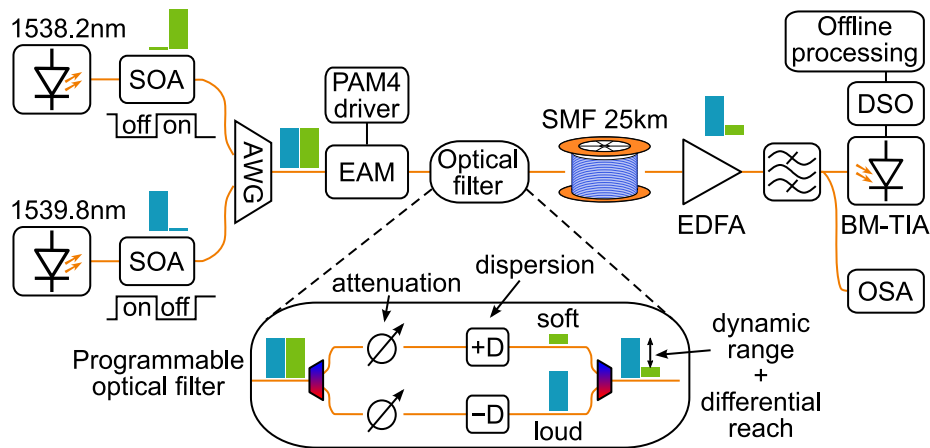 1538.2nm
SOA
off on
1539.8nm
SOA
on off
AWG
PAM4
driver
EAM
Optical
filter
SMF 25km
EDFA
Offline
processing
DSO
BM-TIA
OSA
Programmable
optical filter
attenuation
dispersion
+D
−D
soft
loud
dynamic
range
+
differential
reach